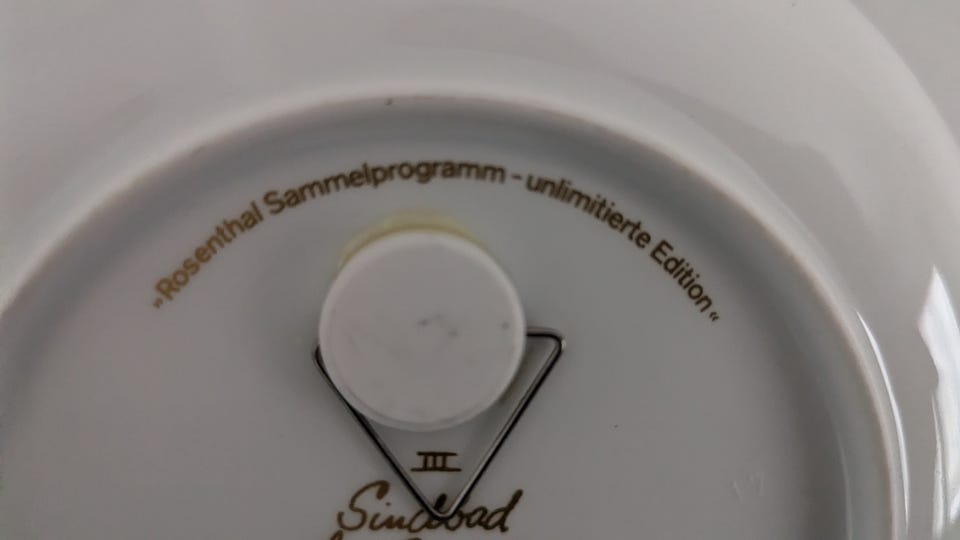 „Rosenthal Sammelprogramm - unlimitierte Edition“
III
Sindbad